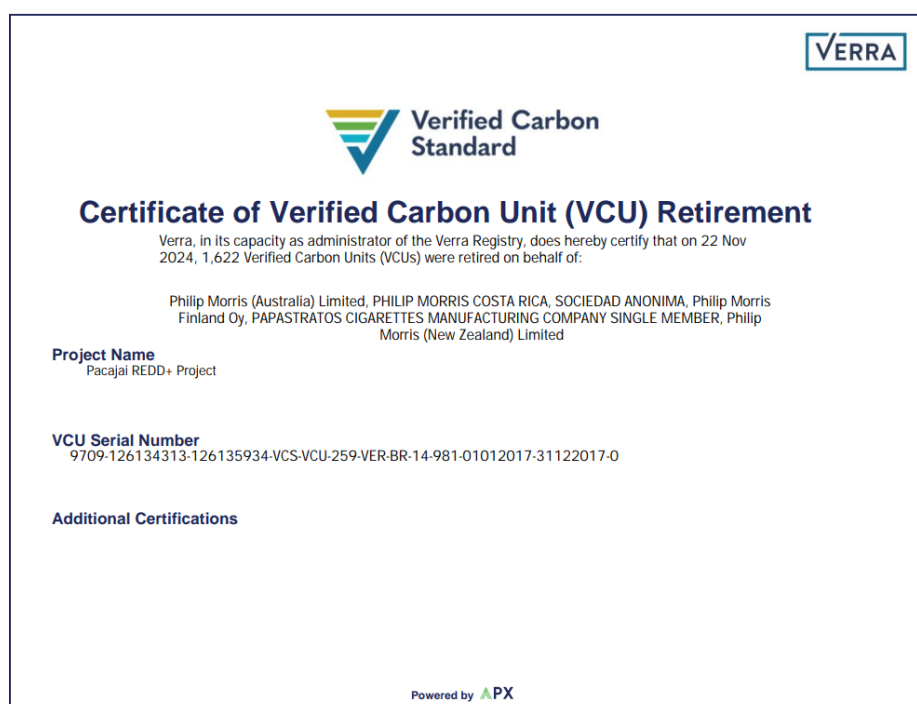 VERRA
Verified Carbon
Standard
Certificate of Verified Carbon Unit (VCU) Retirement
Verra, in its capacity as administrator of the Verra Registry, does hereby certify that on 22 Nov
2024, 1,622 Verified Carbon Units (VCUs) were retired on behalf of:
Philip Morris (Australia) Limited, PHILIP MORRIS COSTA RICA, SOCIEDAD ANONIMA, Philip Morris
Finland Oy, PAPASTRATOS CIGARETTES MANUFACTURING COMPANY SINGLE MEMBER, Philip
Morris (New Zealand) Limited
Project Name
Pacajai REDD+ Project
VCU Serial Number
9709-126134313-126135934-VCS-VCU-259-VER-BR-14-981-01012017-31122017-0
Additional Certifications
Powered by APX